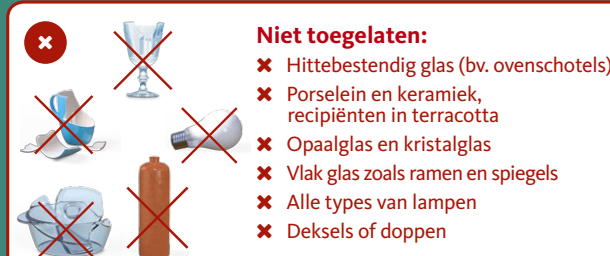 Niet toegelaten:
✖ Hittebestendig glas (bv. ovenschotels)
✖ Porselein en keramiek,
recipiënten in terracotta
✖ Opaalglas en kristalglas
✖ Vlak glas zoals ramen en spiegels
✖ Alle types van lampen
✖ Deksels of doppen